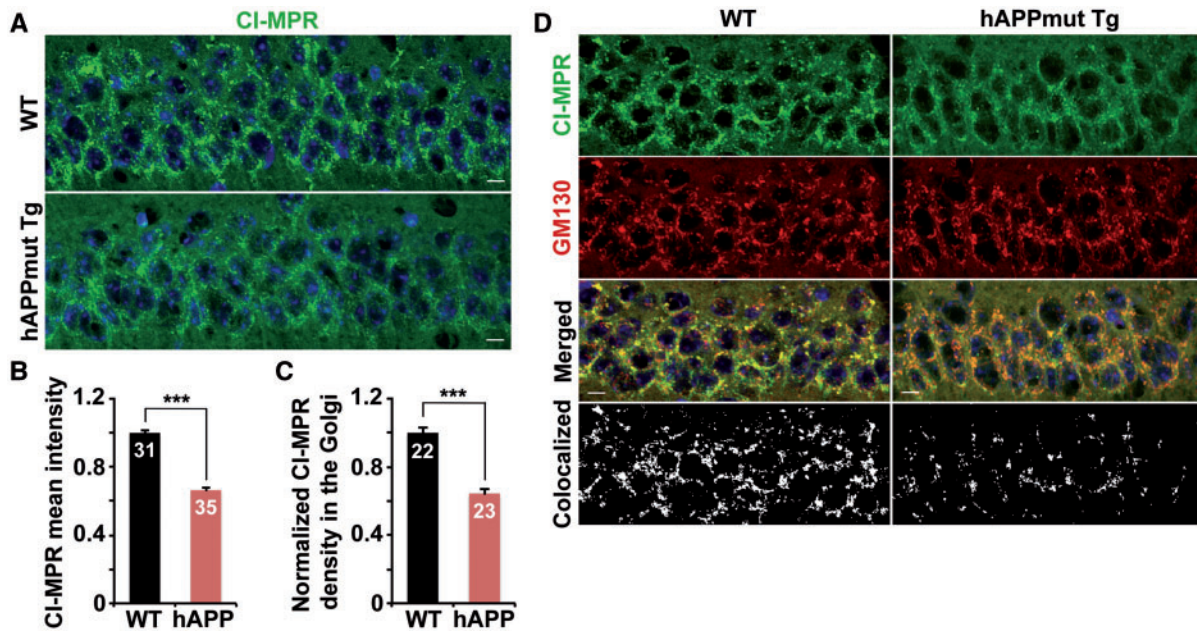 A
CI-MPR
WT
hAPPmut Tg
B
CI-MPR mean intensity
1.2
0.8
0.4
0
***
31
35
WT
hAPP
C
Normalized CI-MPR
density in the Golgi
1.2
0.8
0.4
0
***
22
23
WT
hAPP
D
WT
hAPPmut Tg
CI-MPR
GM130
Merged
Colocalized